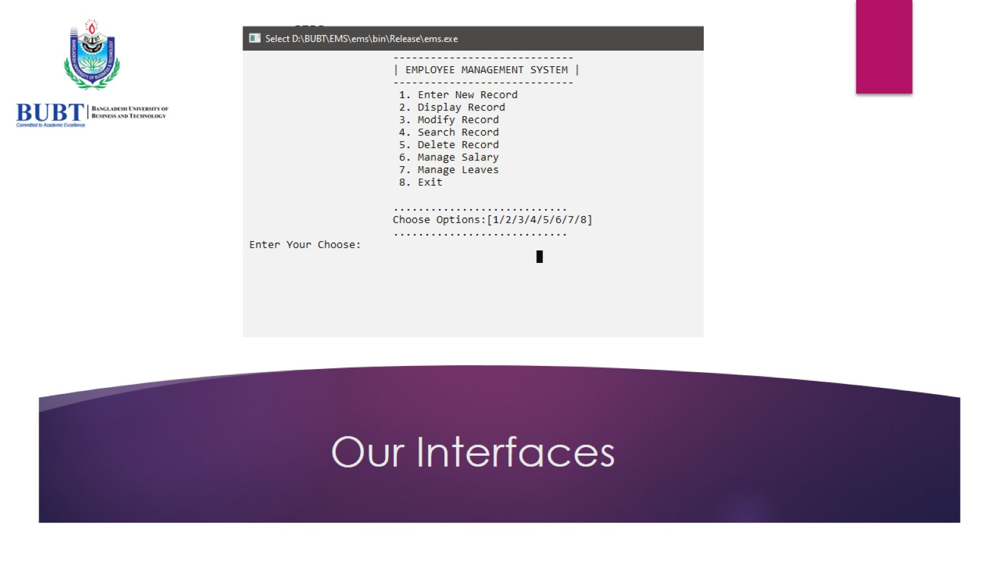 BUBT
BANGLADESH UNIVERSITY OF
BUSINESS AND TECHNOLOGY
Committed to Academic Excellence
Select D:\BUBT\EMS\ems\bin\Release\ems.exe
-----------------------------
| EMPLOYEE MANAGEMENT SYSTEM |
-----------------------------
1. Enter New Record
2. Display Record
3. Modify Record
4. Search Record
5. Delete Record
6. Manage Salary
7. Manage Leaves
8. Exit
............................
Choose Options:[1/2/3/4/5/6/7/8]
............................
Enter Your Choose:
Our Interfaces